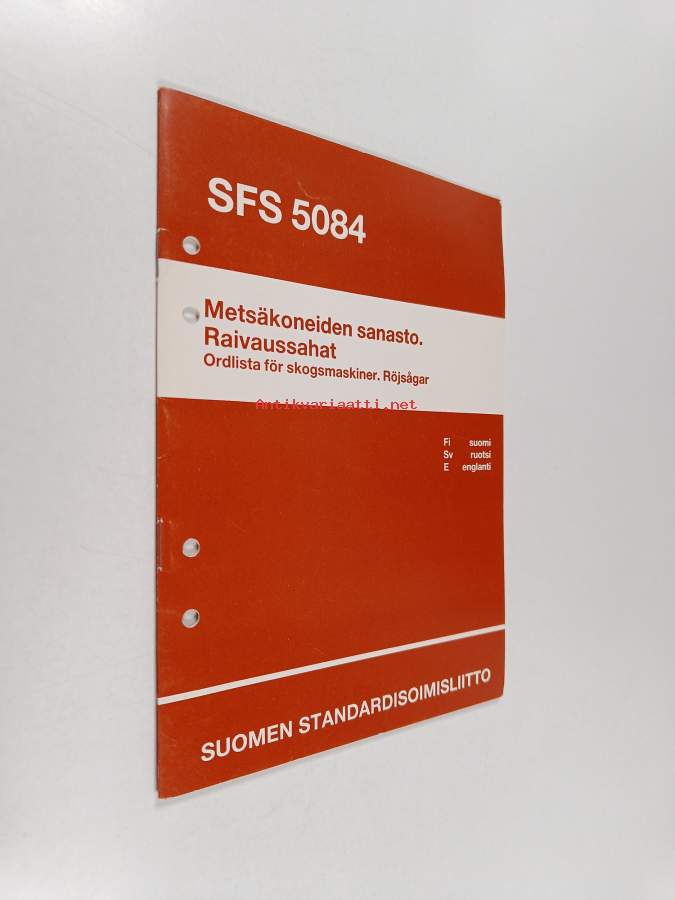 SFS 5084
Metsäkoneiden sanasto.
Raivaussahat
Ordlista för skogsmaskiner. Röjsågar
Antikvariaatti.net
Fi suomi
Sv ruotsi
E englanti
SUOMEN STANDARDISOIMISLIITTO